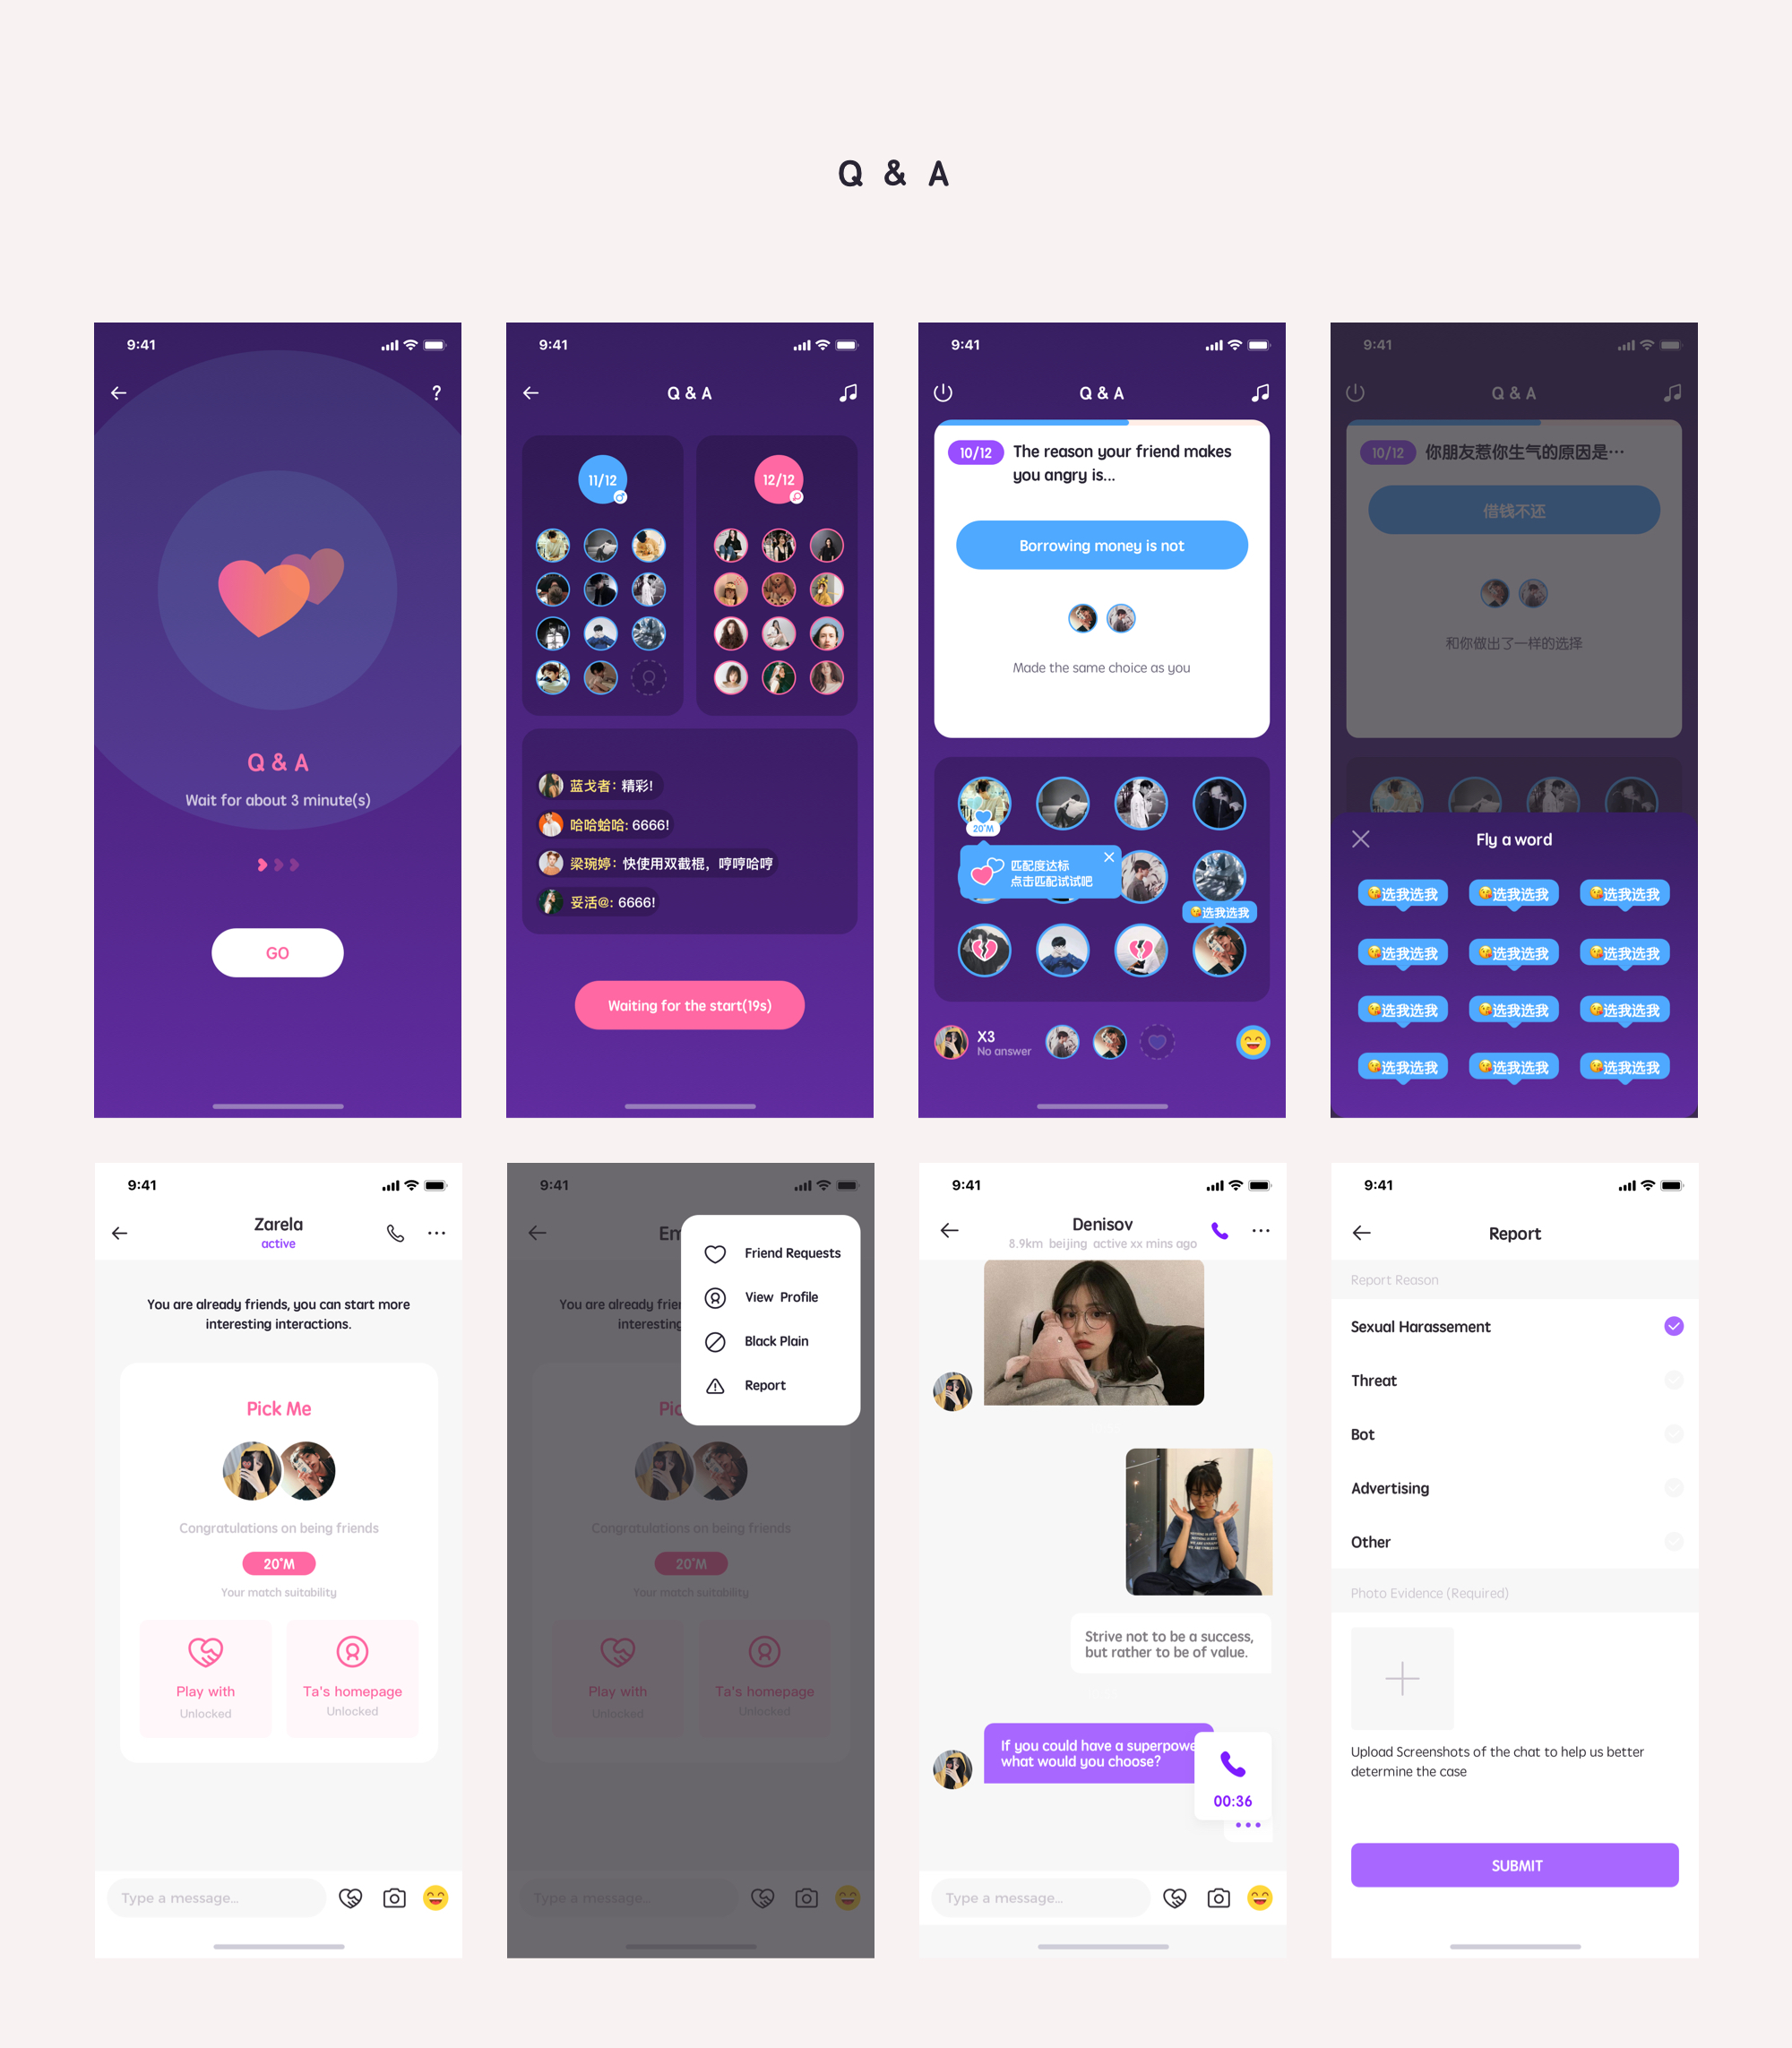 Q & A
9:41
?
Q & A
Wait for about 3 minute(s)
GO
9:41
Q & A
11/12
12/12
蓝戈者：精彩!
哈哈蛤哈: 6666!
梁琬婷：快使用双截棍，哼哼哈哼
妥活@: 6666!
Waiting for the start(19s)
9:41
Q & A
10/12
The reason your friend makes
you angry is...
Borrowing money is not
Made the same choice as you
20°M
匹配度达标
点击匹配试试吧
选我选我
X3
No answer
9:41
Q & A
10/12
你朋友惹你生气的原因是…
借钱不还
和你做出了一样的选择
Fly a word
选我选我 选我选我 选我选我
选我选我 选我选我 选我选我
选我选我 选我选我 选我选我
选我选我 选我选我 选我选我
9:41
Zarela
active
You are already friends, you can start more
interesting interactions.
Pick Me
Congratulations on being friends
20°M
Your match suitability
Play with
Unlocked
Ta's homepage
Unlocked
Type a message...
9:41
Em
Friend Requests
View Profile
Black Plain
Report
You are already frie
interesting
Pic
Congratulations on being friends
20°M
Your match suitability
Play with
Unlocked
Ta's homepage
Unlocked
Type a message...
9:41
Denisov
8.9km beijing active xx mins ago
Strive not to be a success,
but rather to be of value.
If you could have a superpowe
what would you choose?
00:36
Type a message...
9:41
Report
Report Reason
Sexual Harassement
Threat
Bot
Advertising
Other
Photo Evidence (Required)
Upload Screenshots of the chat to help us better
determine the case
SUBMIT